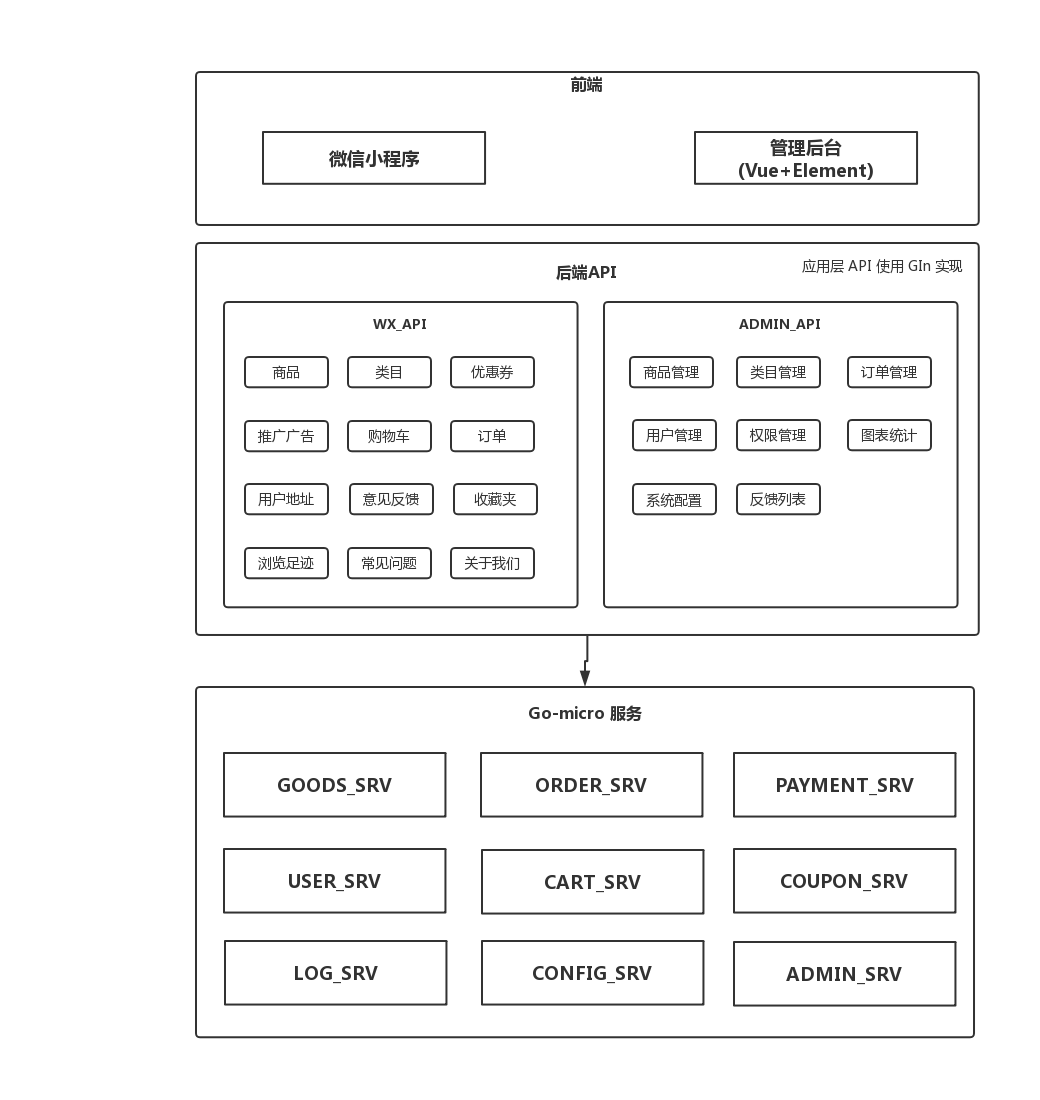 前端
微信小程序
管理后台
(Vue+Element)
后端API
应用层 API 使用 GIn 实现
WX_API
商品
类目
优惠券
推广广告
购物车
订单
用户地址
意见反馈
收藏夹
浏览足迹
常见问题
关于我们
ADMIN_API
商品管理
类目管理
订单管理
用户管理
权限管理
图表统计
系统配置
反馈列表
Go-micro 服务
GOODS_SRV
ORDER_SRV
PAYMENT_SRV
USER_SRV
CART_SRV
COUPON_SRV
LOG_SRV
CONFIG_SRV
ADMIN_SRV